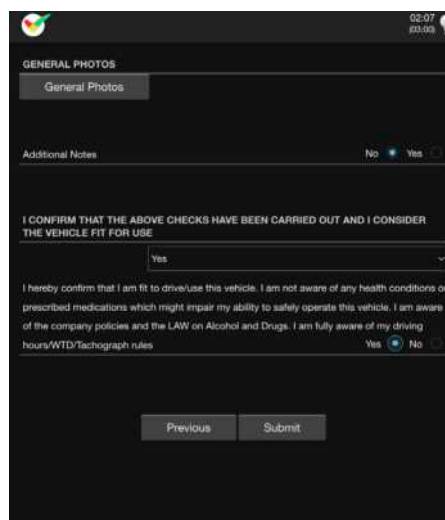 02:07
(03:00)
GENERAL PHOTOS
General Photos
Additional Notes No Yes
I CONFIRM THAT THE ABOVE CHECKS HAVE BEEN CARRIED OUT AND I CONSIDER
THE VEHICLE FIT FOR USE
Yes
I hereby confirm that I am fit to drive/use this vehicle. I am not aware of any health conditions or
prescribed medications which might impair my ability to safely operate this vehicle. I am aware
of the company policies and the LAW on Alcohol and Drugs. I am fully aware of my driving
hours/WTD/Tachograph rules Yes No
Previous Submit